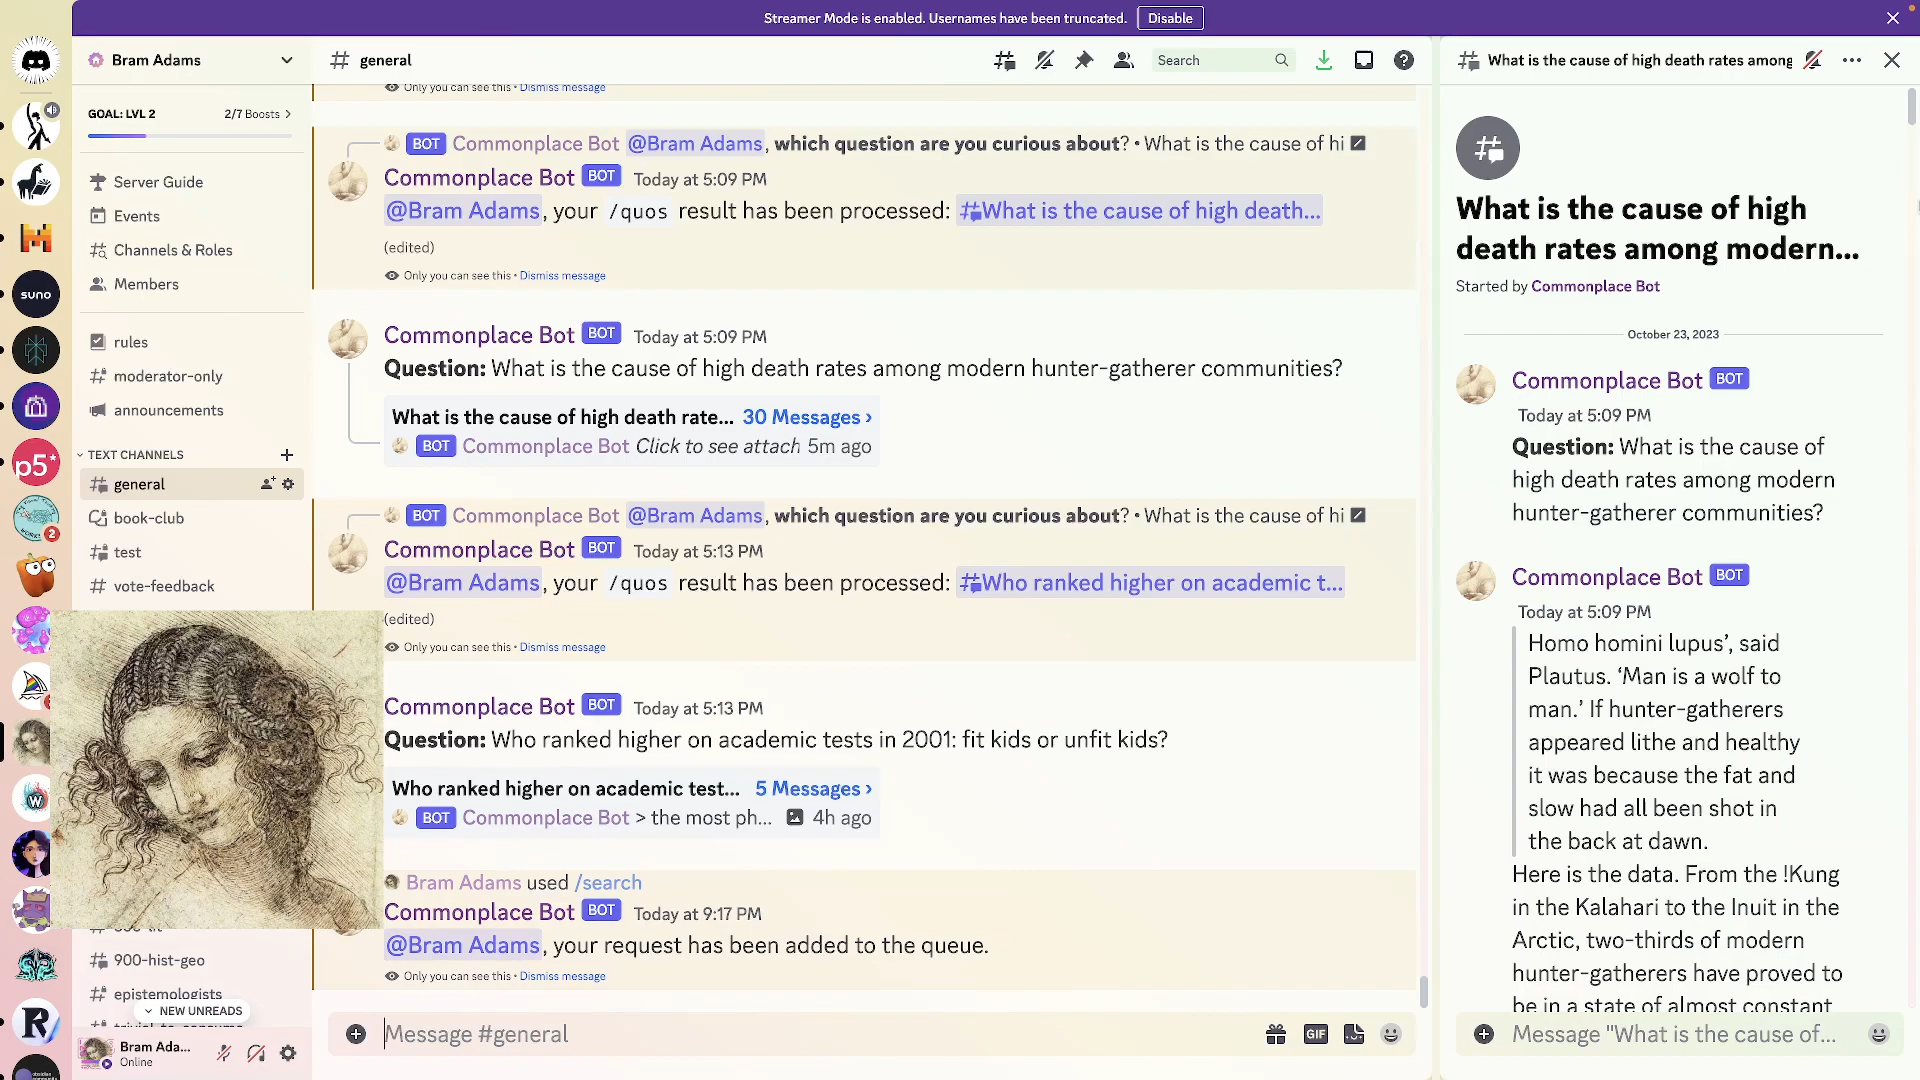 Streamer Mode is enabled. Usernames have been truncated. Disable
Bram Adams
GOAL: LVL 2 2/7 Boosts >
Server Guide
Events
Channels & Roles
Members
rules
moderator-only
announcements
TEXT CHANNELS
general
book-club
test
vote-feedback
900-hist-geo
epistemologists
NEW UNREADS
Bram Ada...
Online
suno
p5*
2
W
R
general
Search
Only you can see this • Dismiss message
BOT Commonplace Bot @Bram Adams, which question are you curious about? • What is the cause of hi
Commonplace Bot BOT Today at 5:09 PM
@Bram Adams, your /quos result has been processed: What is the cause of high death...
(edited)
Only you can see this • Dismiss message
Commonplace Bot BOT Today at 5:09 PM
Question: What is the cause of high death rates among modern hunter-gatherer communities?
What is the cause of high death rate... 30 Messages ›
BOT Commonplace Bot Click to see attach 5m ago
BOT Commonplace Bot @Bram Adams, which question are you curious about? • What is the cause of hi
Commonplace Bot BOT Today at 5:13 PM
@Bram Adams, your /quos result has been processed: Who ranked higher on academic t...
(edited)
Only you can see this • Dismiss message
Commonplace Bot BOT Today at 5:13 PM
Question: Who ranked higher on academic tests in 2001: fit kids or unfit kids?
Who ranked higher on academic test... 5 Messages ›
BOT Commonplace Bot > the most ph... 4h ago
Bram Adams used /search
Commonplace Bot BOT Today at 9:17 PM
@Bram Adams, your request has been added to the queue.
Only you can see this • Dismiss message
Message #general
GIF
What is the cause of high death rates among
What is the cause of high
death rates among modern...
Started by Commonplace Bot
October 23, 2023
Commonplace Bot BOT
Today at 5:09 PM
Question: What is the cause of
high death rates among modern
hunter-gatherer communities?
Commonplace Bot BOT
Today at 5:09 PM
Homo homini lupus’, said
Plautus. ‘Man is a wolf to
man.’ If hunter-gatherers
appeared lithe and healthy
it was because the fat and
slow had all been shot in
the back at dawn.
Here is the data. From the !Kung
in the Kalahari to the Inuit in the
Arctic, two-thirds of modern
hunter-gatherers have proved to
be in a state of almost constant
Message "What is the cause of...